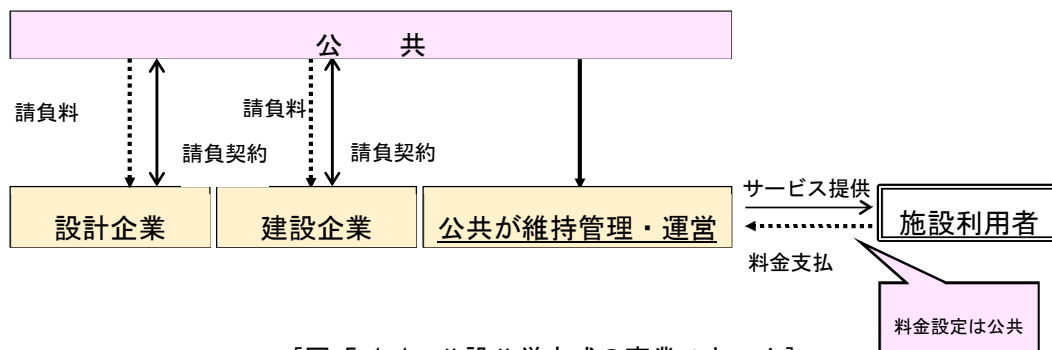 公 共
請負料
請負料
請負契約
請負契約
設計企業
建設企業
公共が維持管理・運営
サービス提供
料金支払
施設利用者
料金設定は公共